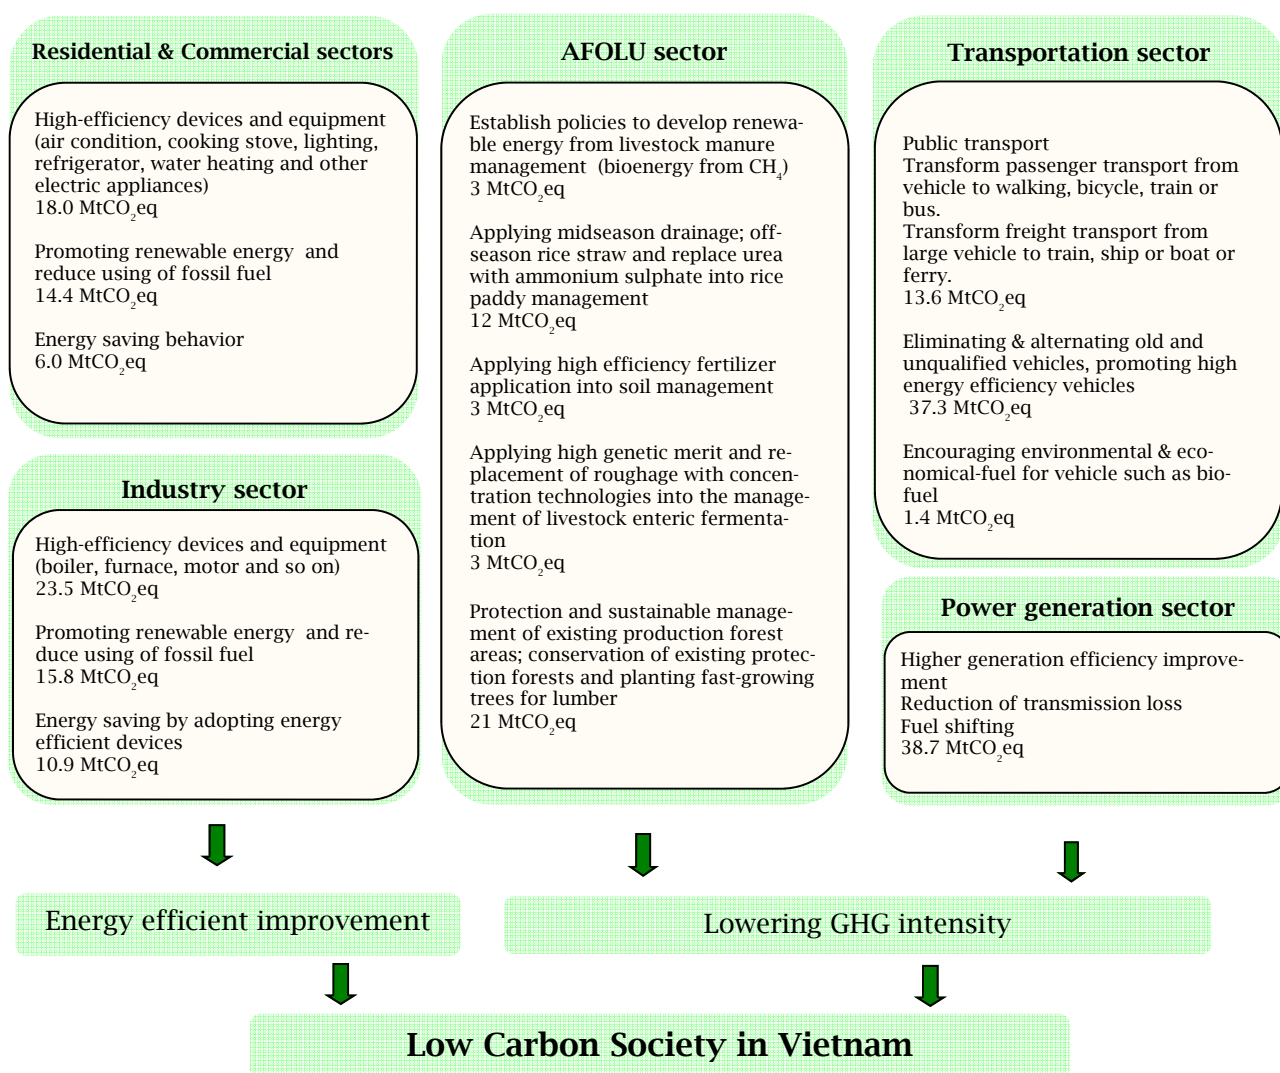 Residential & Commercial sectors
High-efficiency devices and equipment
(air condition, cooking stove, lighting,
refrigerator, water heating and other
electric appliances)
18.0 MtCO₂eq
Promoting renewable energy  and
reduce using of fossil fuel
14.4 MtCO₂eq
Energy saving behavior
6.0 MtCO₂eq
Industry sector
High-efficiency devices and equipment
(boiler, furnace, motor and so on)
23.5 MtCO₂eq
Promoting renewable energy  and re-
duce using of fossil fuel
15.8 MtCO₂eq
Energy saving by adopting energy
efficient devices
10.9 MtCO₂eq
AFOLU sector
Establish policies to develop renewa-
ble energy from livestock manure
management  (bioenergy from CH₄)
3 MtCO₂eq
Applying midseason drainage; off-
season rice straw and replace urea
with ammonium sulphate into rice
paddy management
12 MtCO₂eq
Applying high efficiency fertilizer
application into soil management
3 MtCO₂eq
Applying high genetic merit and re-
placement of roughage with concen-
tration technologies into the manage-
ment of livestock enteric fermenta-
tion
3 MtCO₂eq
Protection and sustainable manage-
ment of existing production forest
areas; conservation of existing protec-
tion forests and planting fast-growing
trees for lumber
21 MtCO₂eq
Transportation sector
Public transport
Transform passenger transport from
vehicle to walking, bicycle, train or
bus.
Transform freight transport from
large vehicle to train, ship or boat or
ferry.
13.6 MtCO₂eq
Eliminating & alternating old and
unqualified vehicles, promoting high
energy efficiency vehicles
37.3 MtCO₂eq
Encouraging environmental & eco-
nomical-fuel for vehicle such as bio-
fuel
1.4 MtCO₂eq
Power generation sector
Higher generation efficiency improve-
ment
Reduction of transmission loss
Fuel shifting
38.7 MtCO₂eq
Energy efficient improvement
Lowering GHG intensity
Low Carbon Society in Vietnam